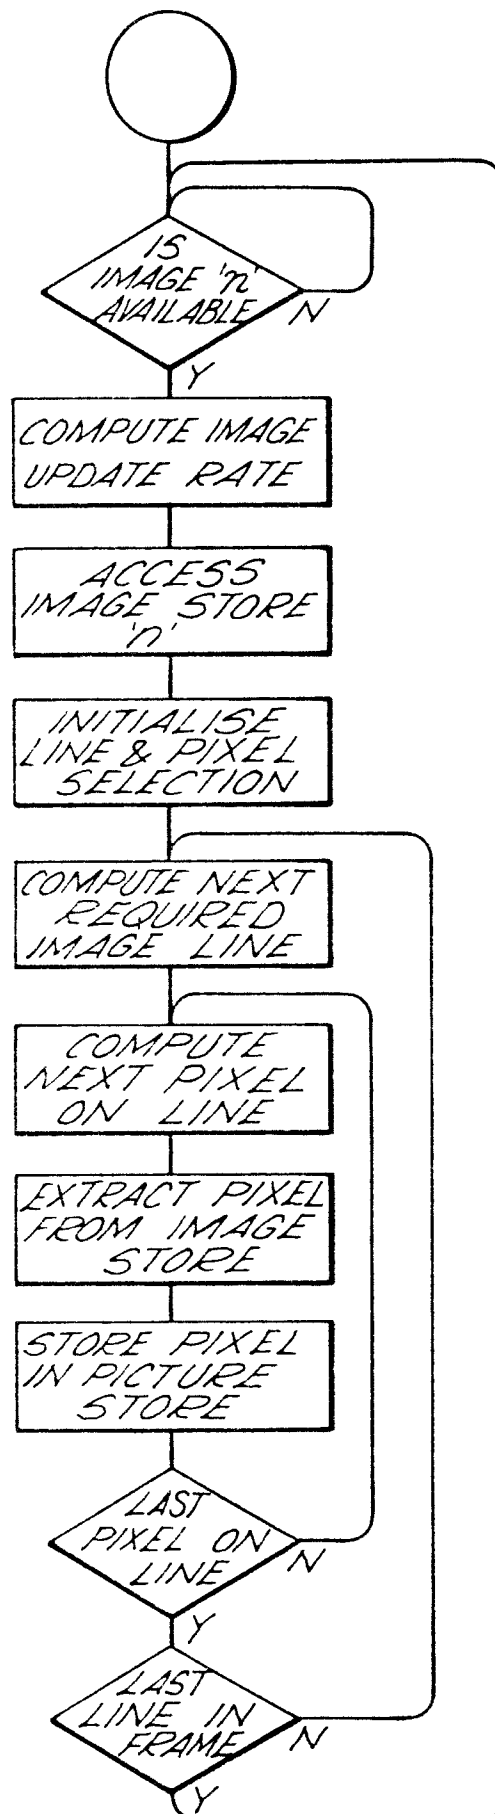 IS
IMAGE 'n'
AVAILABLE
N
Y
COMPUTE IMAGE
UPDATE RATE
ACCESS
IMAGE STORE
'n'
INITIALISE
LINE & PIXEL
SELECTION
COMPUTE NEXT
REQUIRED
IMAGE LINE
COMPUTE
NEXT PIXEL
ON LINE
EXTRACT PIXEL
FROM IMAGE
STORE
STORE PIXEL
IN PICTURE
STORE
LAST
PIXEL ON
LINE
N
Y
LAST
LINE IN
FRAME
N
Y